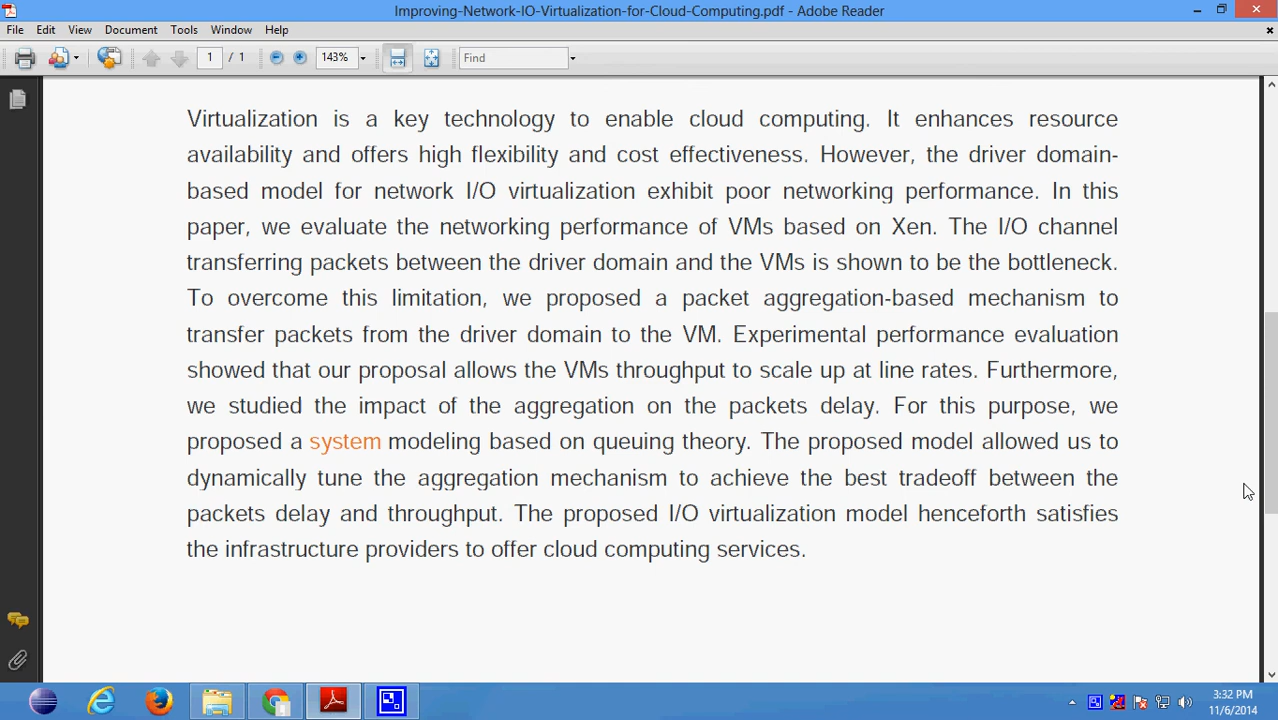 Improving-Network-IO-Virtualization-for-Cloud-Computing.pdf - Adobe Reader
File Edit View Document Tools Window Help
1 / 1 143% Find
Virtualization is a key technology to enable cloud computing. It enhances resource
availability and offers high flexibility and cost effectiveness. However, the driver domain-
based model for network I/O virtualization exhibit poor networking performance. In this
paper, we evaluate the networking performance of VMs based on Xen. The I/O channel
transferring packets between the driver domain and the VMs is shown to be the bottleneck.
To overcome this limitation, we proposed a packet aggregation-based mechanism to
transfer packets from the driver domain to the VM. Experimental performance evaluation
showed that our proposal allows the VMs throughput to scale up at line rates. Furthermore,
we studied the impact of the aggregation on the packets delay. For this purpose, we
proposed a system modeling based on queuing theory. The proposed model allowed us to
dynamically tune the aggregation mechanism to achieve the best tradeoff between the
packets delay and throughput. The proposed I/O virtualization model henceforth satisfies
the infrastructure providers to offer cloud computing services.
3:32 PM
11/6/2014